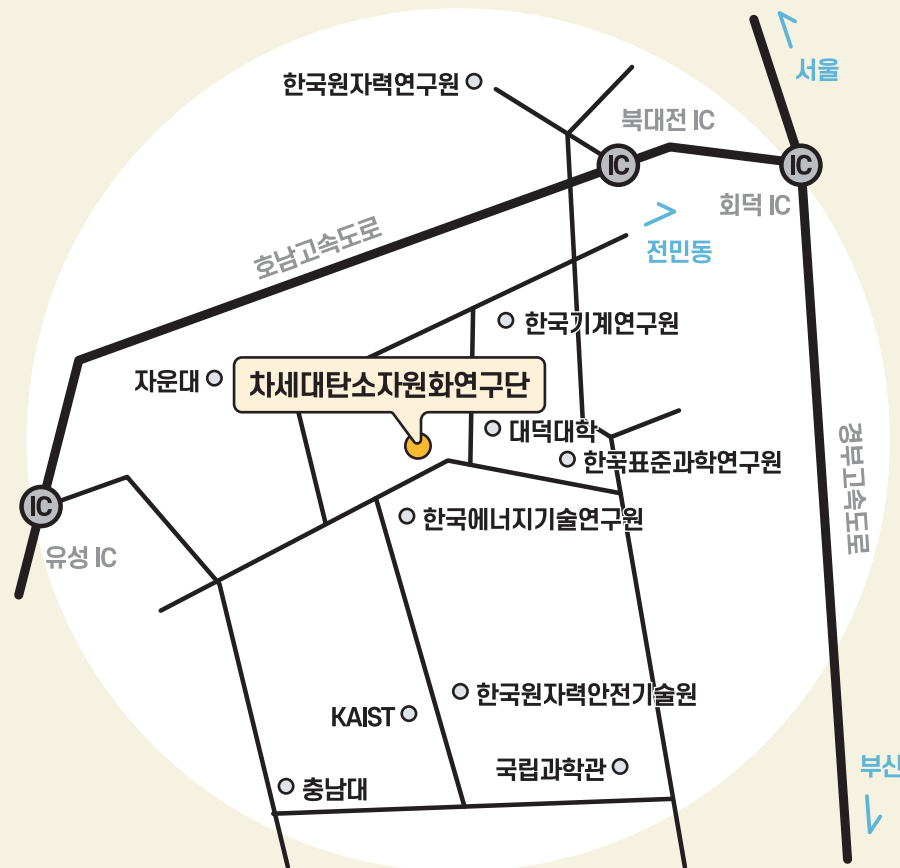 서울
한국원자력연구원
북대전 IC
IC
IC
회덕 IC
호남고속도로
전민동
한국기계연구원
자운대
차세대탄소자원화연구단
대덕대학
한국표준과학연구원
경부고속도로
IC
한국에너지기술연구원
유성 IC
한국원자력안전기술원
KAIST
국립과학관
부산
충남대